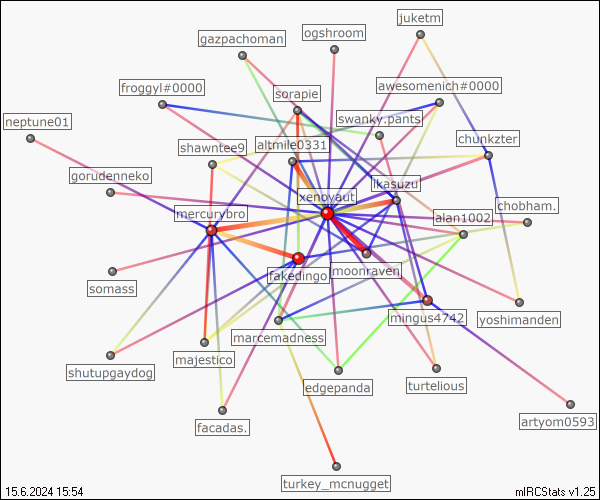 juketm
ogshroom
gazpachoman
froggyl#0000
awesomenich#0000
sorapie
neptune01
swanky.pants
chunkzter
altmile0331
shawntee9
gorudenneko
ikasuzu
xenovaut
chobham.
mercurybro
alan1002
moonraven
fakedingo
somass
mingus4742
yoshimanden
marcemadness
majestico
shutupgaydog
edgepanda
turtelious
artyom0593
facadas.
turkey_mcnugget
15.6.2024 15:54
mIRCStats v1.25